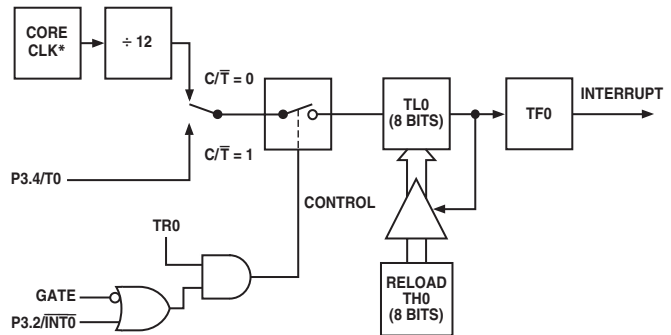 CORE
CLK*
÷ 12
C/T̅ = 0
C/T̅ = 1
P3.4/T0
TL0
(8 BITS)
TF0
INTERRUPT
CONTROL
TR0
GATE
P3.2/I̅N̅T̅0̅
RELOAD
TH0
(8 BITS)